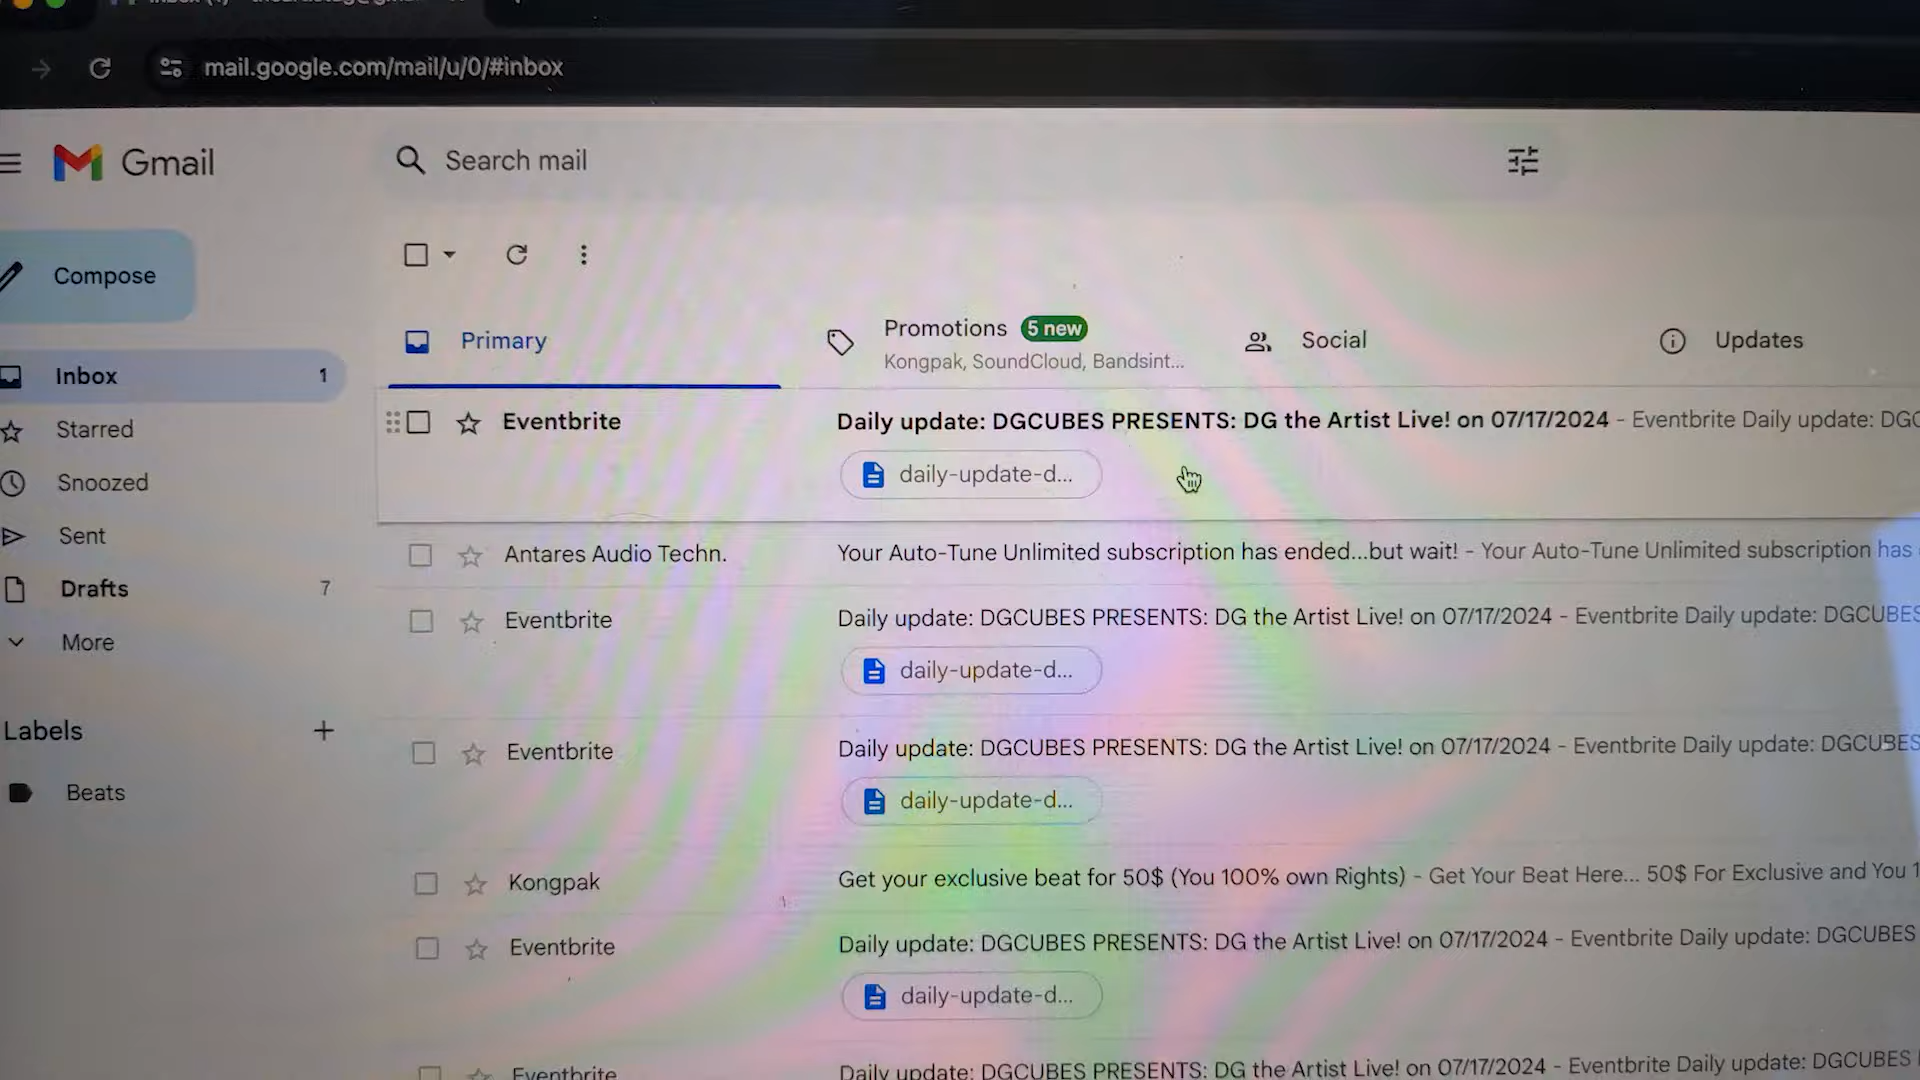 mail.google.com/mail/u/0/#inbox
Gmail
Search mail
Compose
Primary
Promotions 5 new
Kongpak, SoundCloud, Bandsint...
Social
Updates
Inbox 1
Starred
Snoozed
Sent
Drafts 7
More
Labels +
Beats
Eventbrite Daily update: DGCUBES PRESENTS: DG the Artist Live! on 07/17/2024 - Eventbrite Daily update: DGC
daily-update-d...
Antares Audio Techn. Your Auto-Tune Unlimited subscription has ended...but wait! - Your Auto-Tune Unlimited subscription has
Eventbrite Daily update: DGCUBES PRESENTS: DG the Artist Live! on 07/17/2024 - Eventbrite Daily update: DGCUBES
daily-update-d...
Eventbrite Daily update: DGCUBES PRESENTS: DG the Artist Live! on 07/17/2024 - Eventbrite Daily update: DGCUBES
daily-update-d...
Kongpak Get your exclusive beat for 50$ (You 100% own Rights) - Get Your Beat Here... 50$ For Exclusive and You 1
Eventbrite Daily update: DGCUBES PRESENTS: DG the Artist Live! on 07/17/2024 - Eventbrite Daily update: DGCUBES
daily-update-d...
Eventbrite Daily update: DGCUBES PRESENTS: DG the Artist Live! on 07/17/2024 - Eventbrite Daily update: DGCUBES